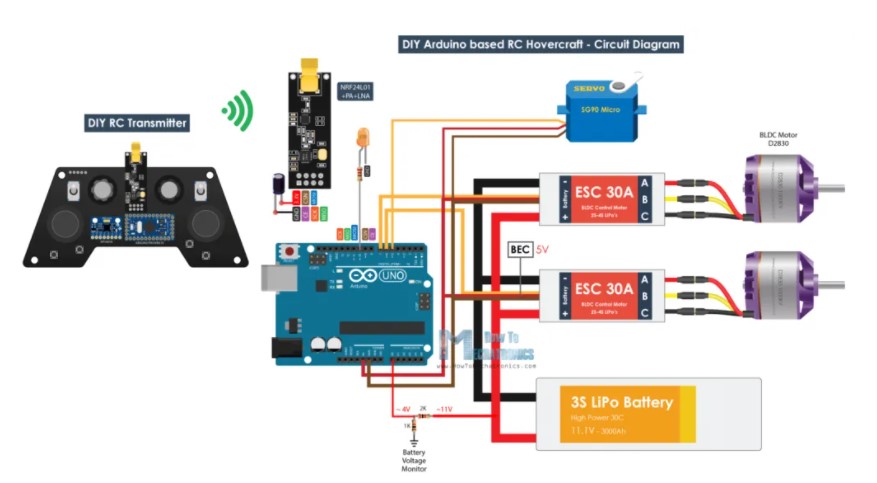 DIY Arduino based RC Hovercraft - Circuit Diagram
NRF24L01
+PA+LNA
DIY RC Transmitter
SERVO
SG90 Micro
BLDC Motor
D2830
Battery
ESC 30A
BLDC Control Motor
2S-4S LiPo's
A
B
C
BEC
5V
Battery
ESC 30A
BLDC Control Motor
2S-4S LiPo's
A
B
C
UNO
Arduino
How To
Mechatronics
www.HowToMechatronics.com
3S LiPo Battery
High Power 30C
11.1V - 3000Ah
~ 4V
2K
~11V
1K
Battery
Voltage
Monitor